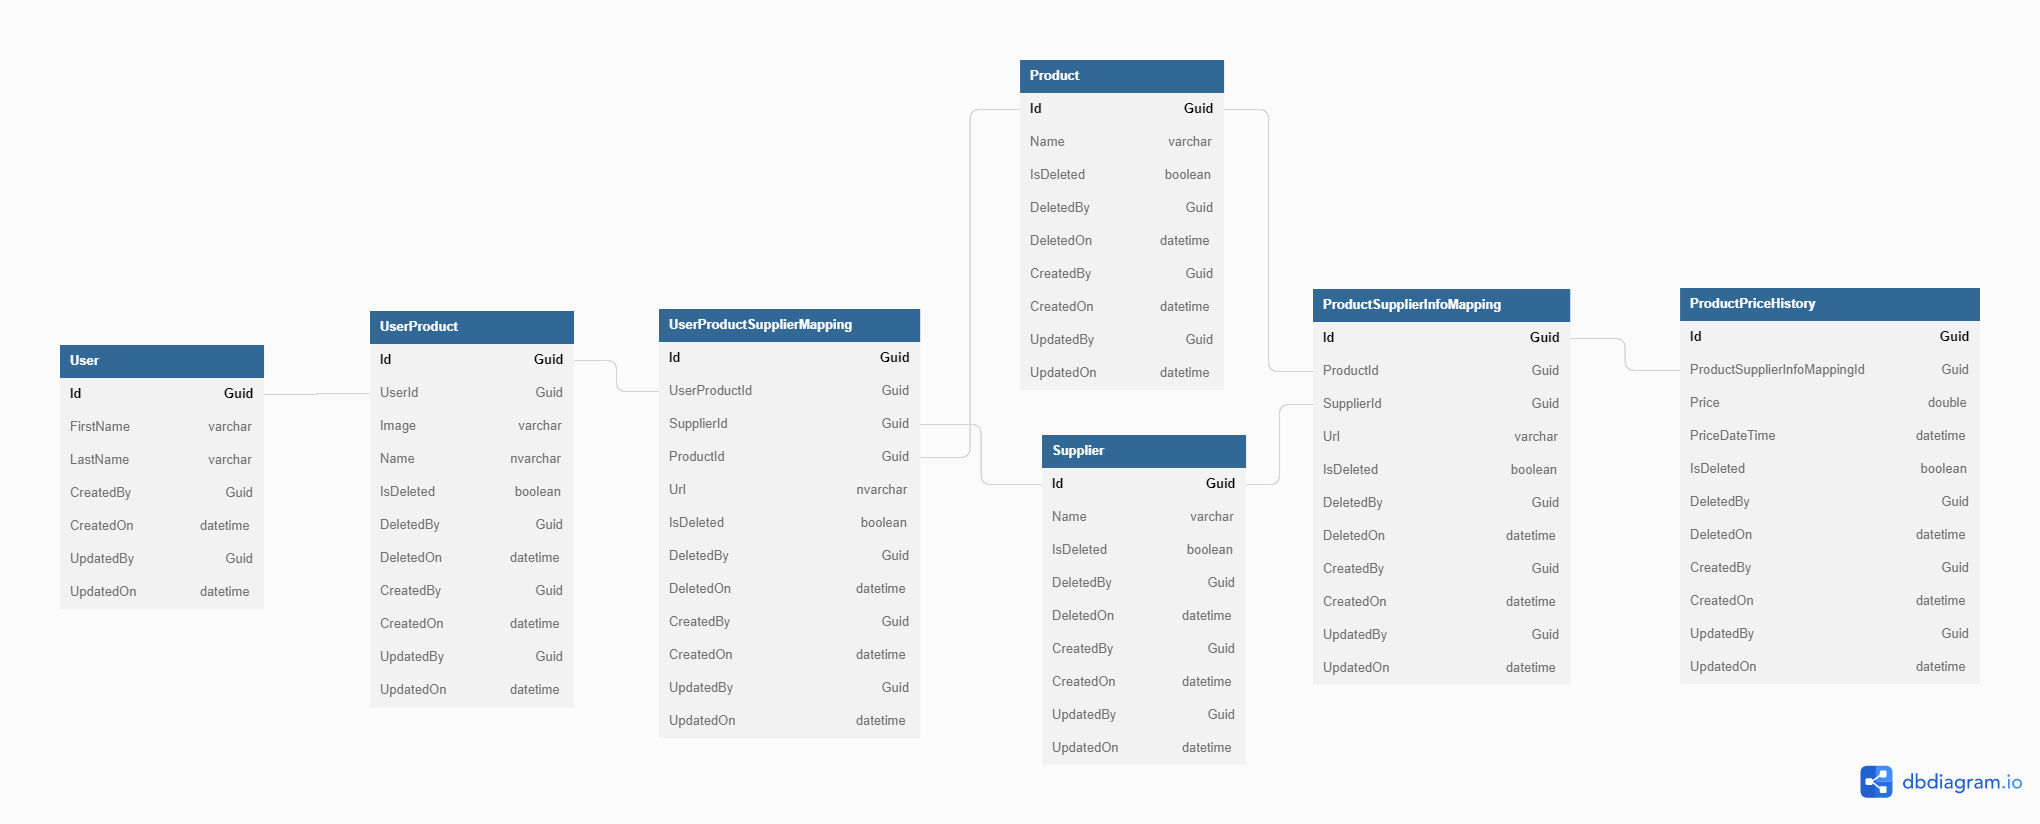 User
Id Guid
FirstName varchar
LastName varchar
CreatedBy Guid
CreatedOn datetime
UpdatedBy Guid
UpdatedOn datetime
UserProduct
Id Guid
UserId Guid
Image varchar
Name nvarchar
IsDeleted boolean
DeletedBy Guid
DeletedOn datetime
CreatedBy Guid
CreatedOn datetime
UpdatedBy Guid
UpdatedOn datetime
UserProductSupplierMapping
Id Guid
UserProductId Guid
SupplierId Guid
ProductId Guid
Url nvarchar
IsDeleted boolean
DeletedBy Guid
DeletedOn datetime
CreatedBy Guid
CreatedOn datetime
UpdatedBy Guid
UpdatedOn datetime
Product
Id Guid
Name varchar
IsDeleted boolean
DeletedBy Guid
DeletedOn datetime
CreatedBy Guid
CreatedOn datetime
UpdatedBy Guid
UpdatedOn datetime
Supplier
Id Guid
Name varchar
IsDeleted boolean
DeletedBy Guid
DeletedOn datetime
CreatedBy Guid
CreatedOn datetime
UpdatedBy Guid
UpdatedOn datetime
ProductSupplierInfoMapping
Id Guid
ProductId Guid
SupplierId Guid
Url varchar
IsDeleted boolean
DeletedBy Guid
DeletedOn datetime
CreatedBy Guid
CreatedOn datetime
UpdatedBy Guid
UpdatedOn datetime
ProductPriceHistory
Id Guid
ProductSupplierInfoMappingId Guid
Price double
PriceDateTime datetime
IsDeleted boolean
DeletedBy Guid
DeletedOn datetime
CreatedBy Guid
CreatedOn datetime
UpdatedBy Guid
UpdatedOn datetime
dbdiagram.io